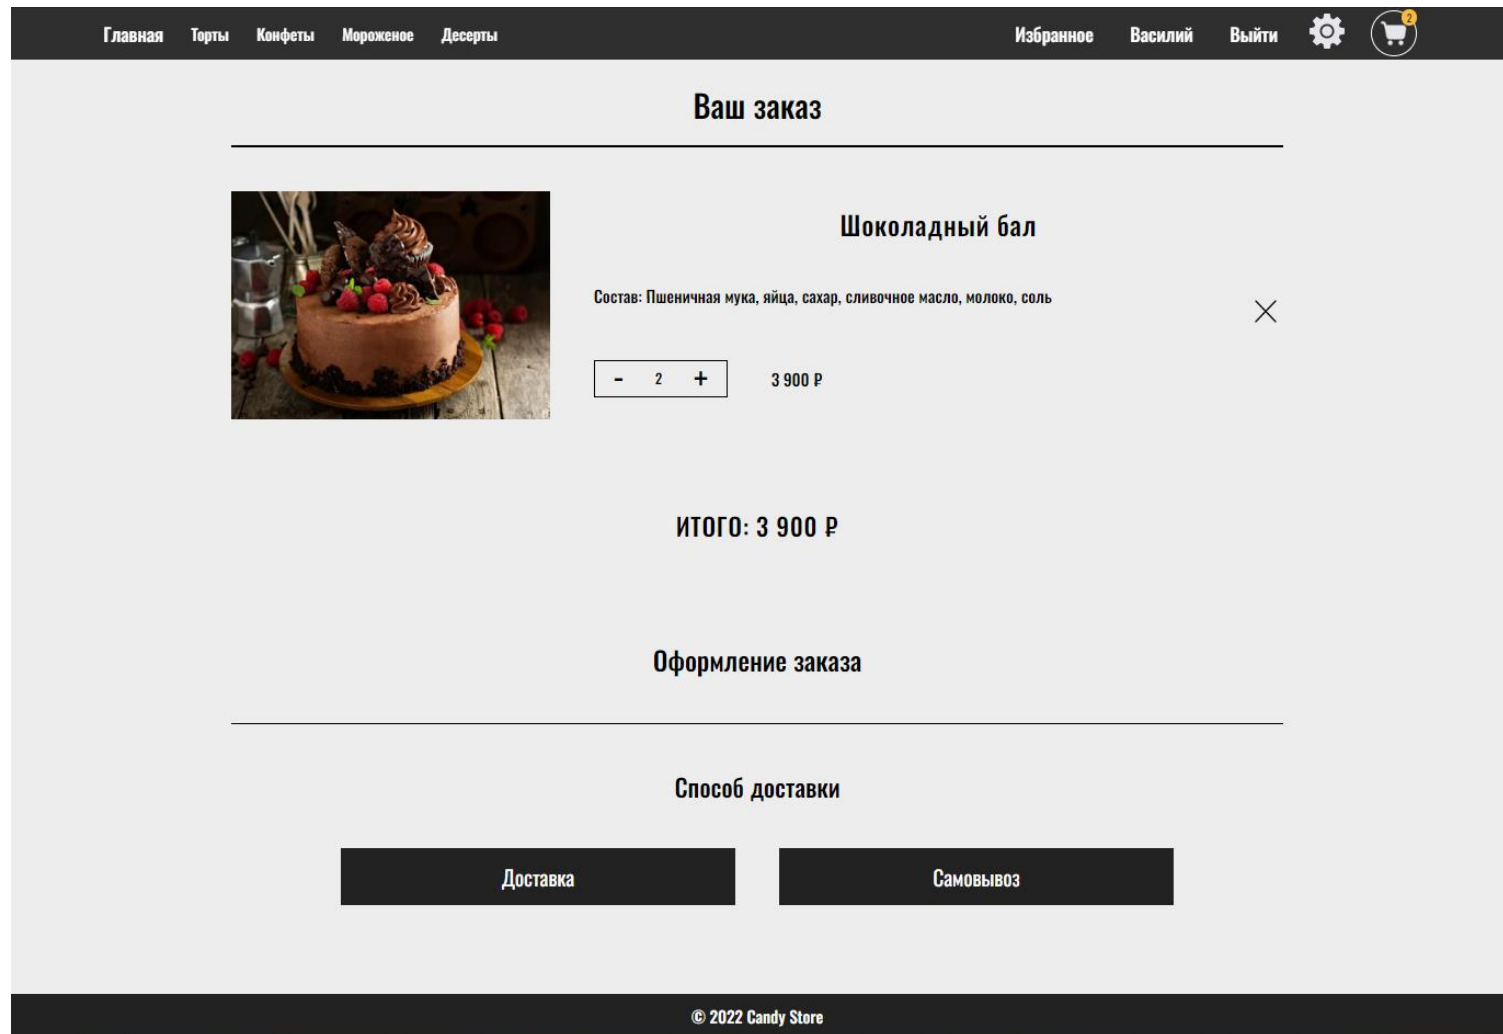 Главная Торты Конфеты Мороженое Десерты Избранное Василий Выйти 2
Ваш заказ
Шоколадный бал
Состав: Пшеничная мука, яйца, сахар, сливочное масло, молоко, соль
- 2 + 3 900 ₽
ИТОГО: 3 900 ₽
Оформление заказа
Способ доставки
Доставка Самовывоз
© 2022 Candy Store